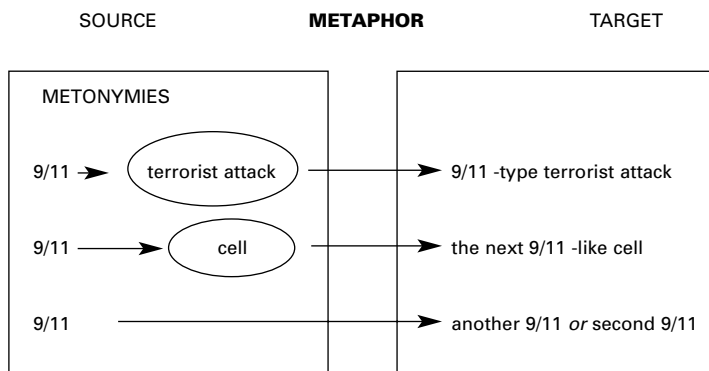 SOURCE METAPHOR TARGET
METONYMIES
9/11 terrorist attack 9/11 -type terrorist attack
9/11 cell the next 9/11 -like cell
9/11 another 9/11 or second 9/11